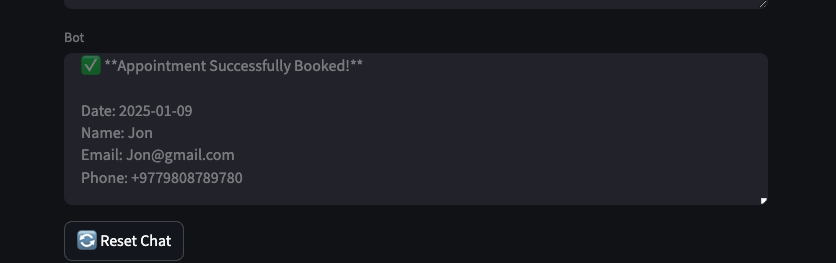 Bot
✅ **Appointment Successfully Booked!**
Date: 2025-01-09
Name: Jon
Email: Jon@gmail.com
Phone: +9779808789780
🔄 Reset Chat